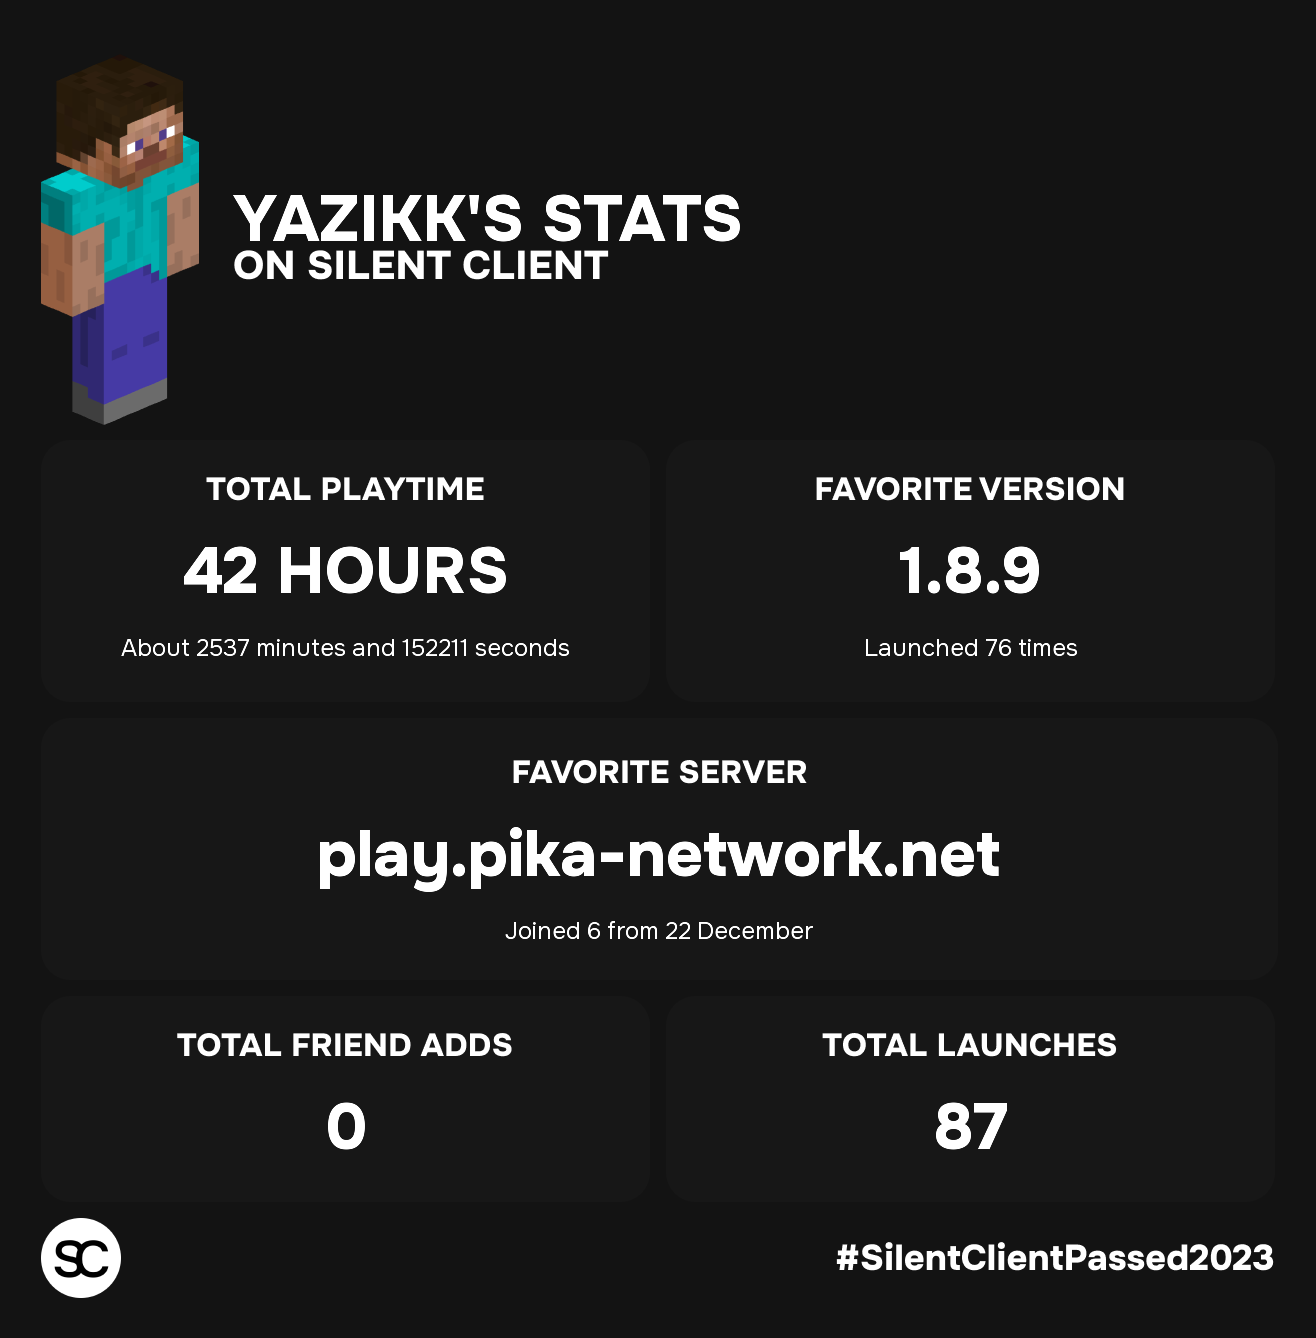 YAZIKK'S STATS
ON SILENT CLIENT
TOTAL PLAYTIME
42 HOURS
About 2537 minutes and 152211 seconds
FAVORITE VERSION
1.8.9
Launched 76 times
FAVORITE SERVER
play.pika-network.net
Joined 6 from 22 December
TOTAL FRIEND ADDS
0
TOTAL LAUNCHES
87
SC
#SilentClientPassed2023